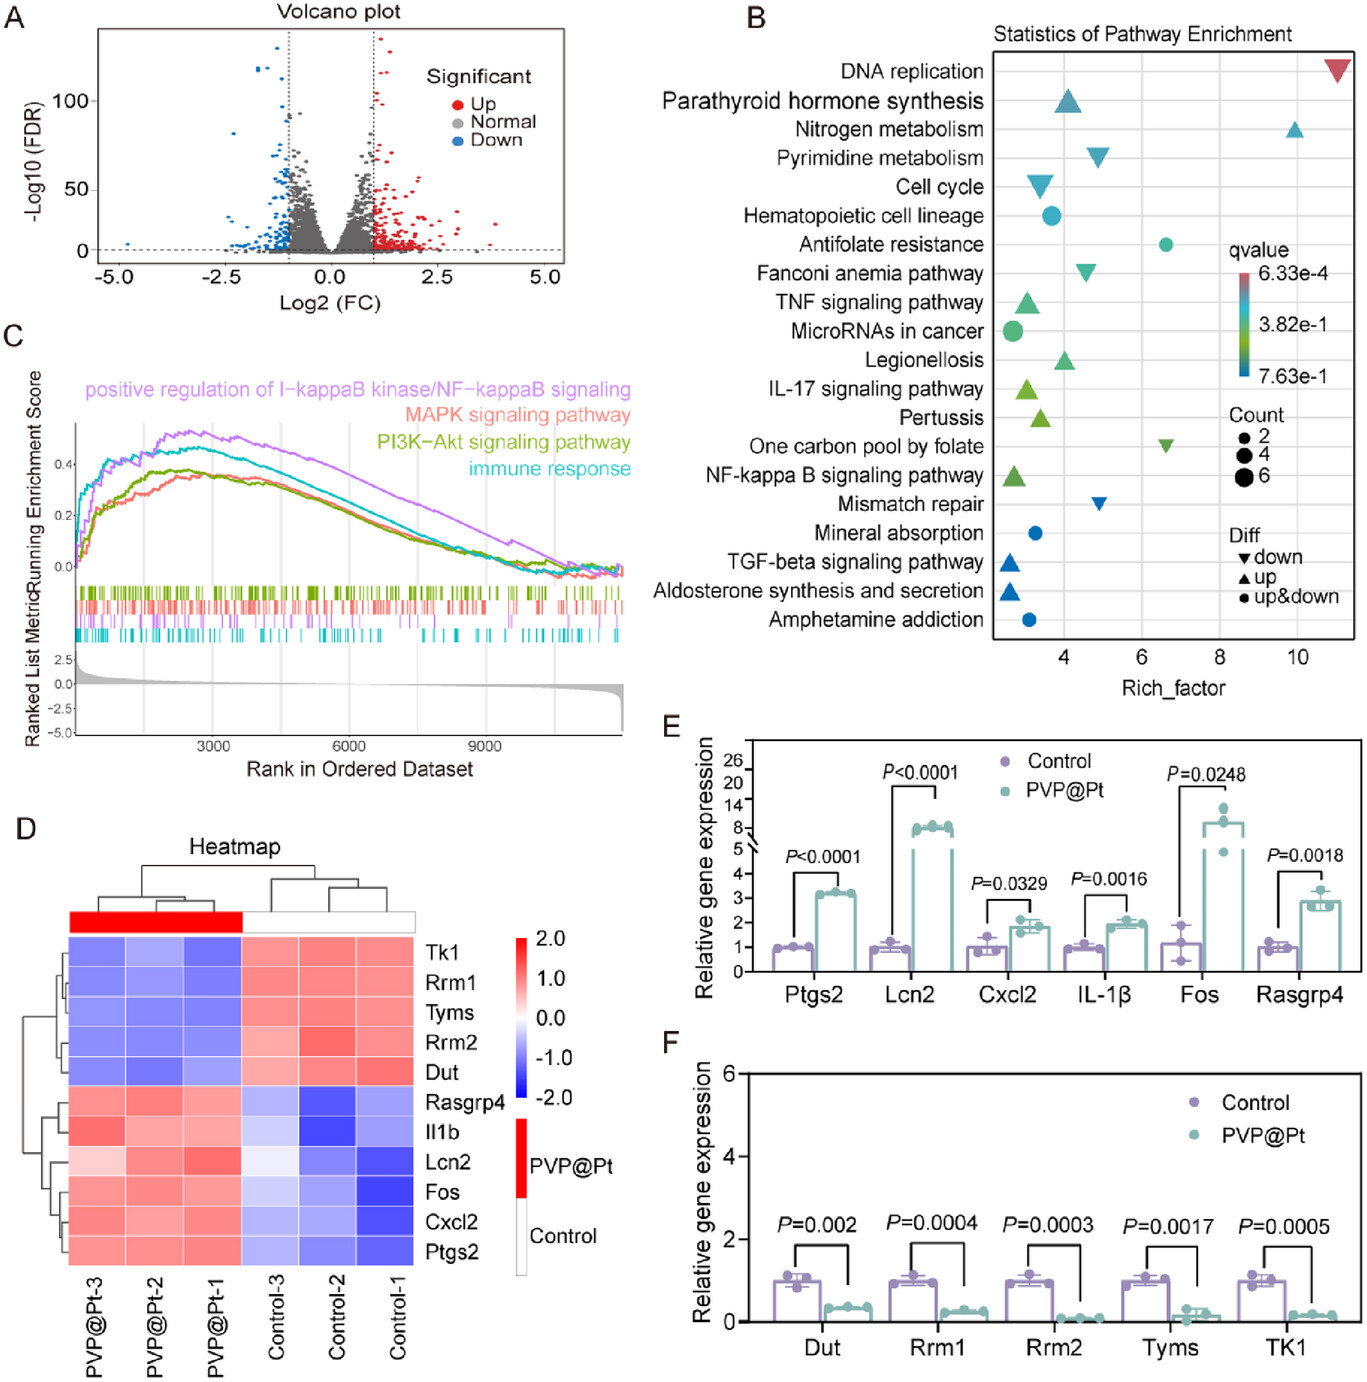 A
Volcano plot
-Log10 (FDR)
100
50
0
Significant
Up
Normal
Down
-5.0
-2.5
0.0
2.5
5.0
Log2 (FC)
B
Statistics of Pathway Enrichment
DNA replication
Parathyroid hormone synthesis
Nitrogen metabolism
Pyrimidine metabolism
Cell cycle
Hematopoietic cell lineage
Antifolate resistance
Fanconi anemia pathway
TNF signaling pathway
MicroRNAs in cancer
Legionellosis
IL-17 signaling pathway
Pertussis
One carbon pool by folate
NF-kappa B signaling pathway
Mismatch repair
Mineral absorption
TGF-beta signaling pathway
Aldosterone synthesis and secretion
Amphetamine addiction
qvalue
6.33e-4
3.82e-1
7.63e-1
Count
2
4
6
Diff
down
up
up&down
4
6
8
10
Rich_factor
C
positive regulation of I−kappaB kinase/NF−kappaB signaling
MAPK signaling pathway
PI3K−Akt signaling pathway
immune response
Running Enrichment Score
0.4
0.2
0.0
Ranked List Metric
2.5
0.0
−2.5
−5.0
3000
6000
9000
Rank in Ordered Dataset
D
Heatmap
Tk1
Rrm1
Tyms
Rrm2
Dut
Rasgrp4
Il1b
Lcn2
Fos
Cxcl2
Ptgs2
2.0
1.0
0.0
-1.0
-2.0
PVP@Pt
Control
PVP@Pt-3
PVP@Pt-2
PVP@Pt-1
Control-3
Control-2
Control-1
E
Relative gene expression
26
20
14
8
5
4
3
2
1
0
Control
PVP@Pt
P<0.0001
P<0.0001
P=0.0329
P=0.0016
P=0.0248
P=0.0018
Ptgs2
Lcn2
Cxcl2
IL-1β
Fos
Rasgrp4
F
Relative gene expression
6
4
2
0
Control
PVP@Pt
P=0.002
P=0.0004
P=0.0003
P=0.0017
P=0.0005
Dut
Rrm1
Rrm2
Tyms
TK1